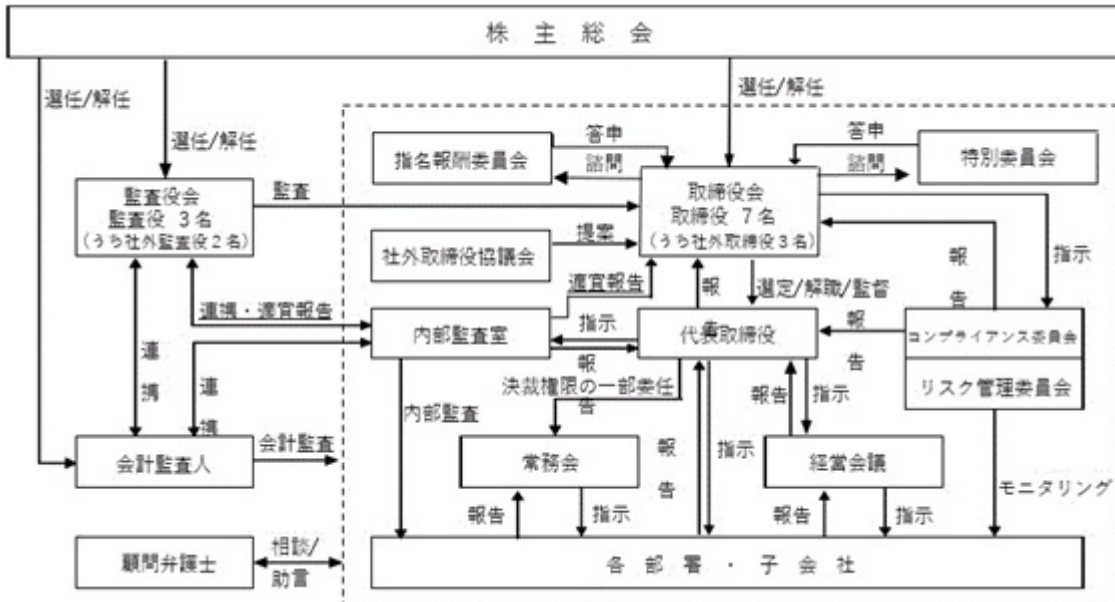 株主総会
選任/解任
選任/解任
選任/解任
指名報酬委員会
答申
諮問
答申
諮問
特別委員会
監査役会
監査役 3名
(うち社外監査役2名)
監査
取締役会
取締役 7名
(うち社外取締役3名)
社外取締役協議会
提案
適宜報告
報告
選定/解職/監督
報告
指示
連携・適宜報告
内部監査室
指示
報告
代表取締役
報告
コンプライアンス委員会
リスク管理委員会
連携
連携
決裁権限の一部委任
内部監査
報告
指示
報告
指示
会計監査人
会計監査
常務会
経営会議
モニタリング
報告
指示
報告
指示
顧問弁護士
相談/
助言
各部署・子会社